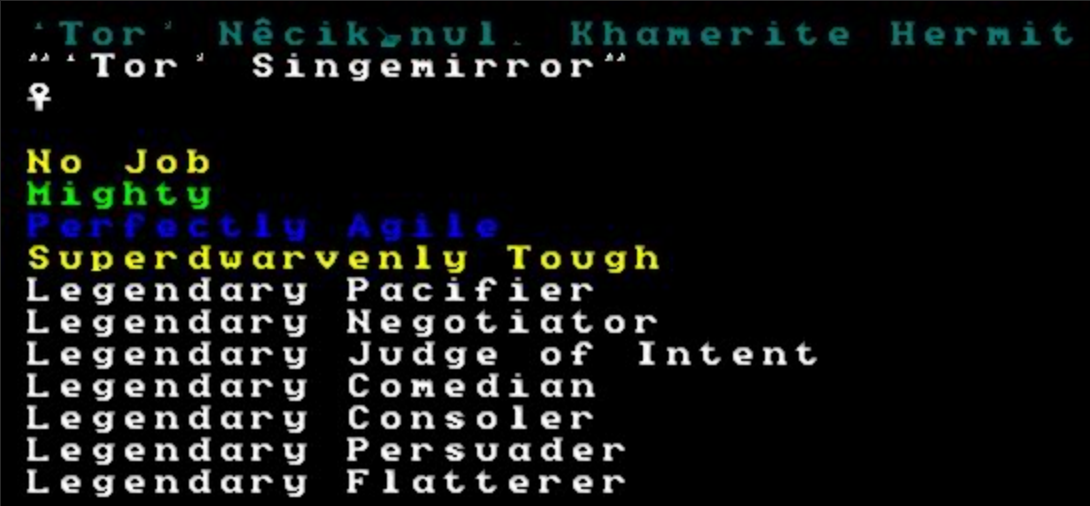 'Tor' Khamerite Hermit
"'Tor' Singemirror"
♀
No Job
Mighty
Perfectly Agile
Superdwarvenly Tough
Legendary Pacifier
Legendary Negotiator
Legendary Judge of Intent
Legendary Comedian
Legendary Consoler
Legendary Persuader
Legendary Flatterer